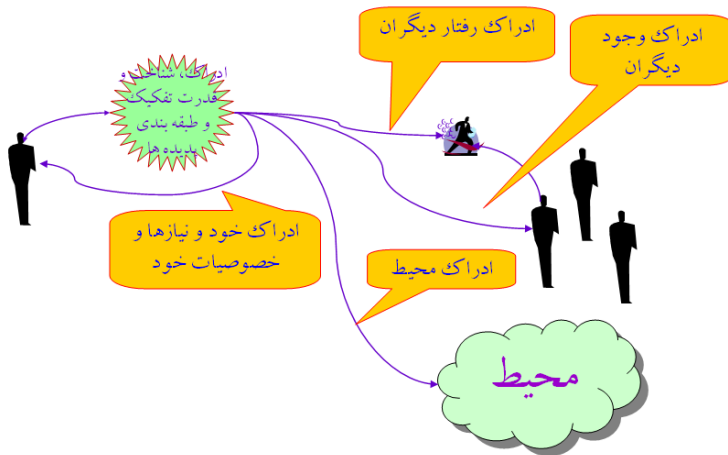 ادراک رفتار دیگران
ادراک وجود
دیگران
ادراک، شناخت و
قدرت تفکیک
و طبقه بندی
پدیده ها
ادراک خود و نیازها و
خصوصیات خود
ادراک محیط
محیط